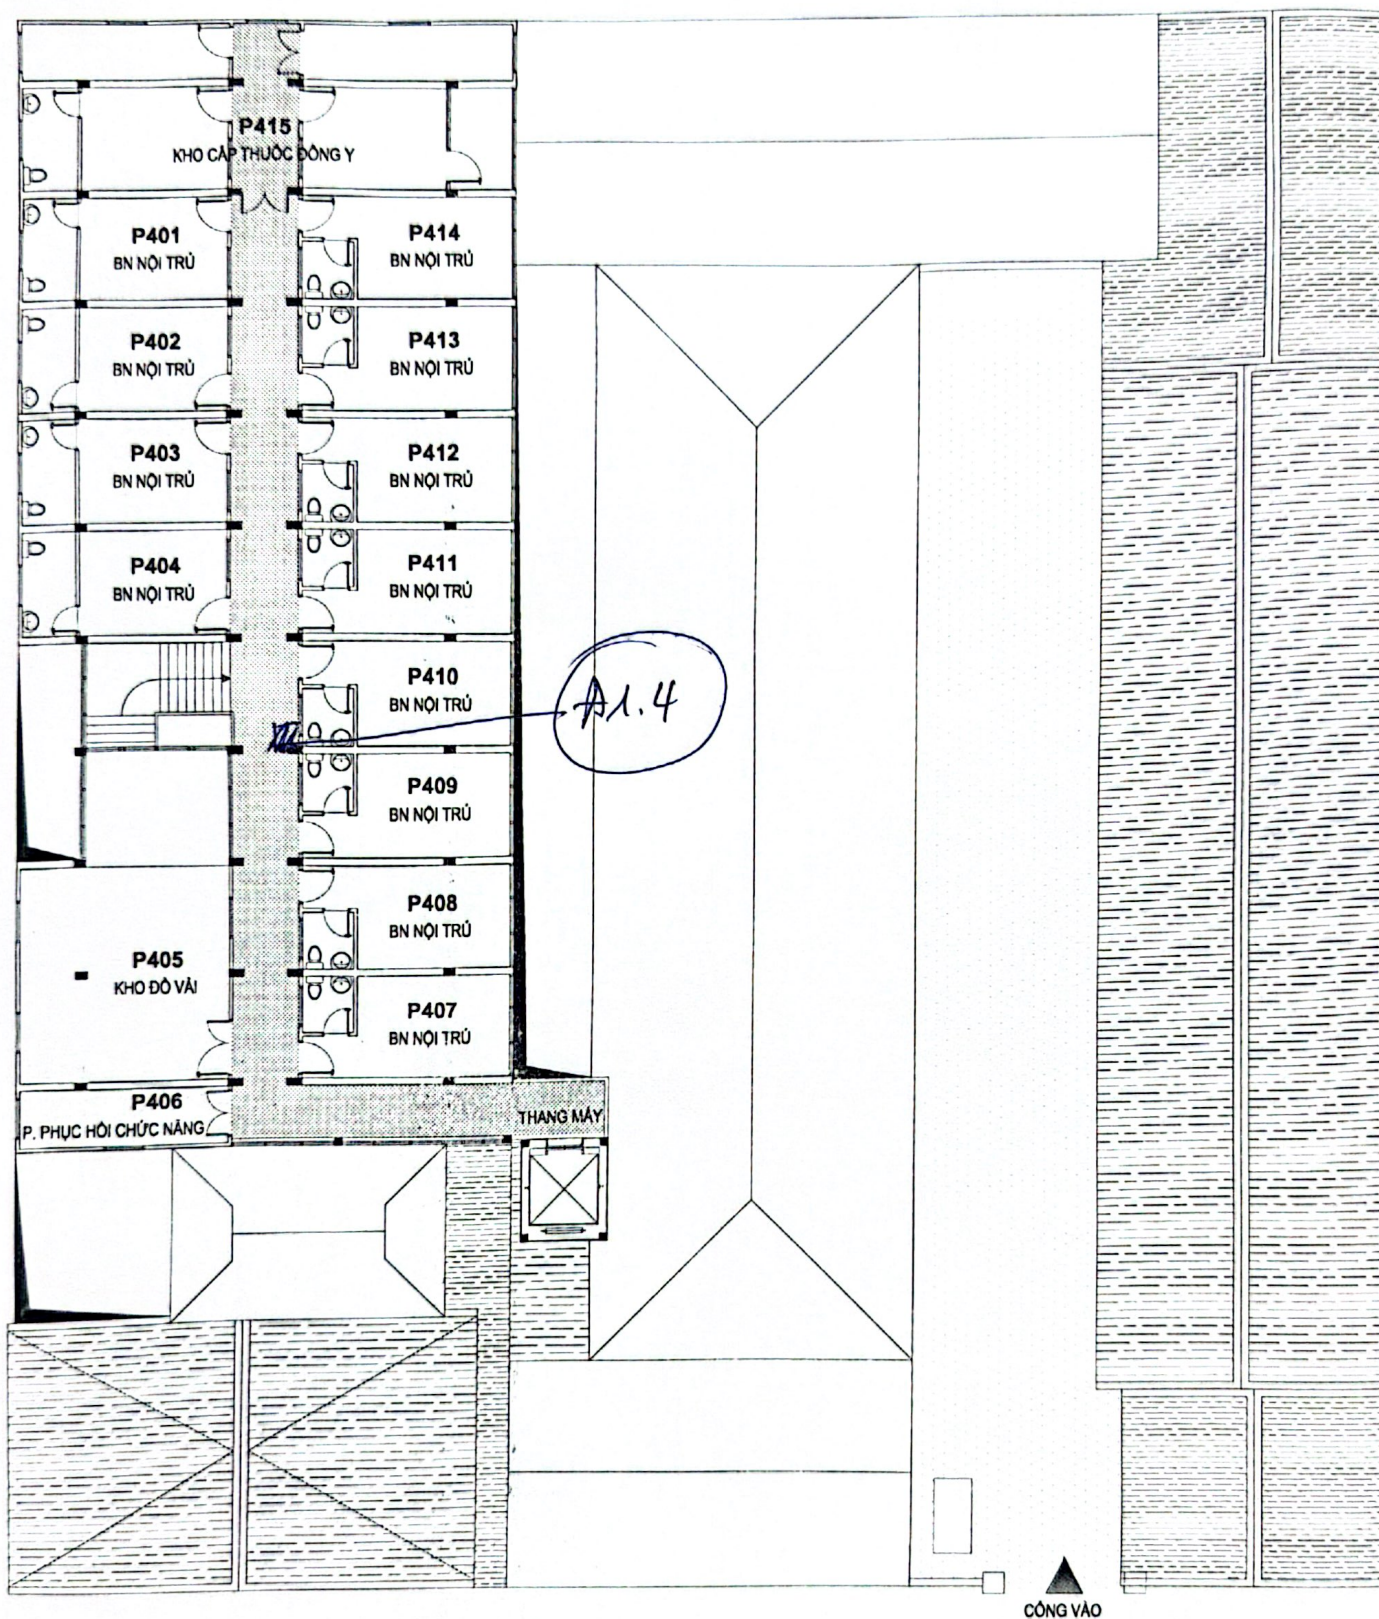 P415
KHO CẤP THUỐC ĐÔNG Y
P401
BN NỘI TRÚ
P414
BN NỘI TRÚ
P402
BN NỘI TRÚ
P413
BN NỘI TRÚ
P403
BN NỘI TRÚ
P412
BN NỘI TRÚ
P404
BN NỘI TRÚ
P411
BN NỘI TRÚ
P410
BN NỘI TRÚ
A1.4
P409
BN NỘI TRÚ
P408
BN NỘI TRÚ
P405
KHO ĐỒ VẢI
P407
BN NỘI TRÚ
P406
P. PHỤC HỒI CHỨC NĂNG
THANG MÁY
CỔNG VÀO